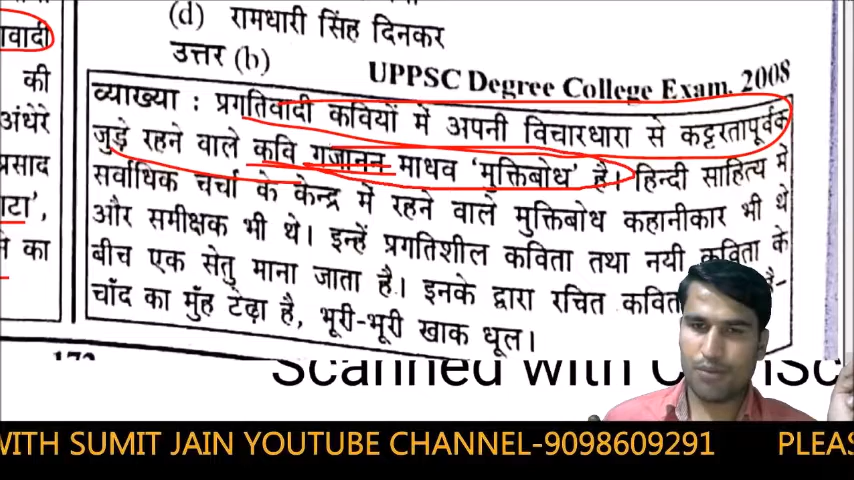 वादी
की
अंधेरे
प्रसाद
का
(d) रामधारी सिंह दिनकर
उत्तर (b)
UPPSC Degree College Exam. 2008
व्याख्या : प्रगतिवादी कवियों में अपनी विचारधारा से कट्टरतापूर्वक
जुड़े रहने वाले कवि गजानन माधव ‘मुक्तिबोध’ है। हिन्दी साहित्य में
सर्वाधिक चर्चा के केन्द्र में रहने वाले मुक्तिबोध कहानीकार भी थे
और समीक्षक भी थे। इन्हें प्रगतिशील कविता तथा नयी कविता के
बीच एक सेतु माना जाता है। इनके द्वारा रचित है-
चाँद का मुँह टेढ़ा है, भूरी-भूरी खाक धूल।
Scanned with
WITH SUMIT JAIN YOUTUBE CHANNEL-9098609291 PLEAS